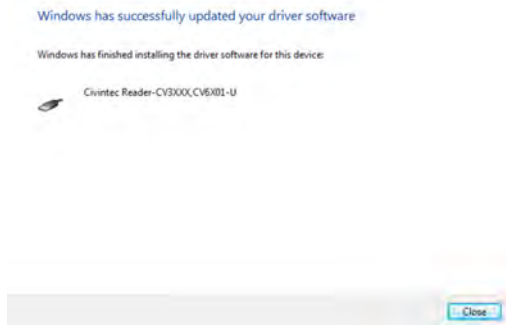 Windows has successfully updated your driver software
Windows has finished installing the driver software for this device:
Civintec Reader-CV3XXX,CV6X01-U
Close